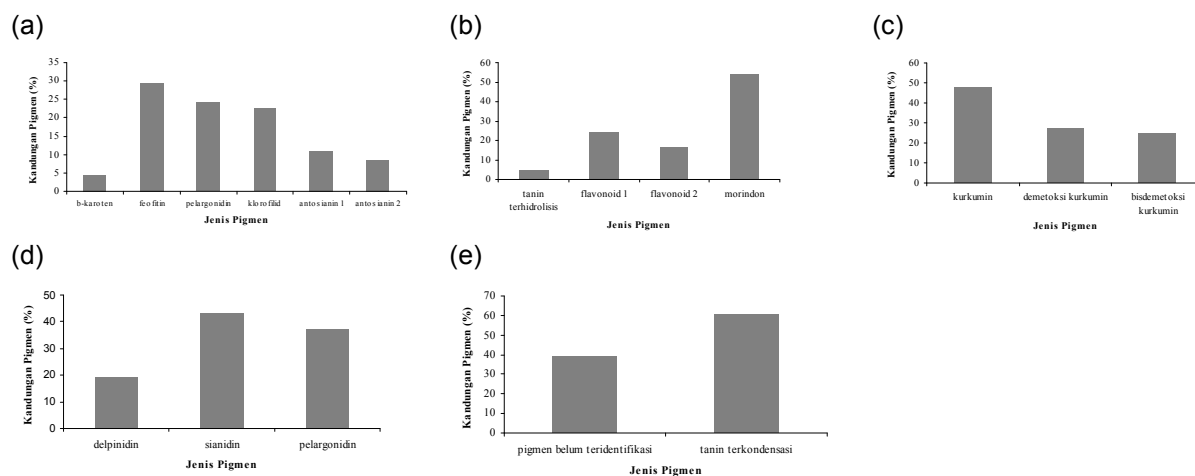 (a)
Kandungan Pigmen (%)
35
30
25
20
15
10
5
0
b-karoten feofitin pelargonidin klorofilid antosianin 1 antosianin 2
Jenis Pigmen
(b)
Kandungan Pigmen (%)
60
50
40
30
20
10
0
tanin flavonoid 1 flavonoid 2 morindon
terhidrolisis
Jenis Pigmen
(c)
Kandungan Pigmen (%)
60
50
40
30
20
10
0
kurkumin demetoksi kurkumin bisdemetoksi
kurkumin
Jenis Pigmen
(d)
Kandungan Pigmen (%)
50
40
30
20
10
0
delpinidin sianidin pelargonidin
Jenis Pigmen
(e)
Kandungan Pigmen (%)
70
60
50
40
30
20
10
0
pigmen belum teridentifikasi tanin terkondensasi
Jenis Pigmen